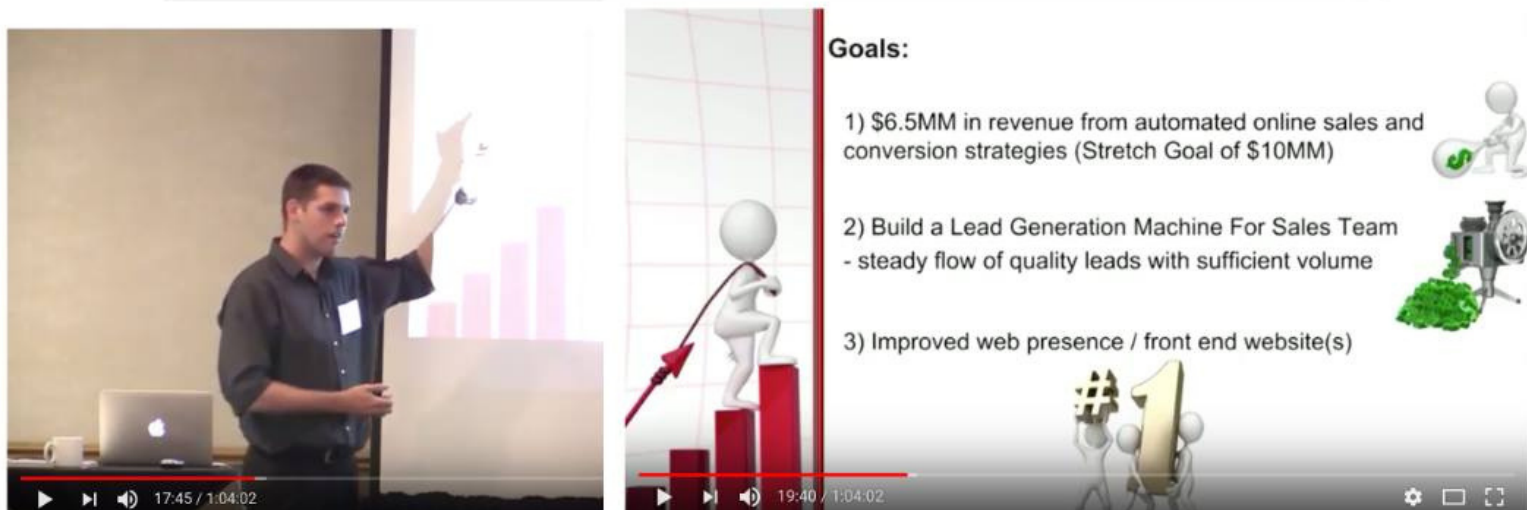 17:45 / 1:04:02
Goals:
1) $6.5MM in revenue from automated online sales and
conversion strategies (Stretch Goal of $10MM)
$
2) Build a Lead Generation Machine For Sales Team
- steady flow of quality leads with sufficient volume
3) Improved web presence / front end website(s)
#1
19:40 / 1:04:02